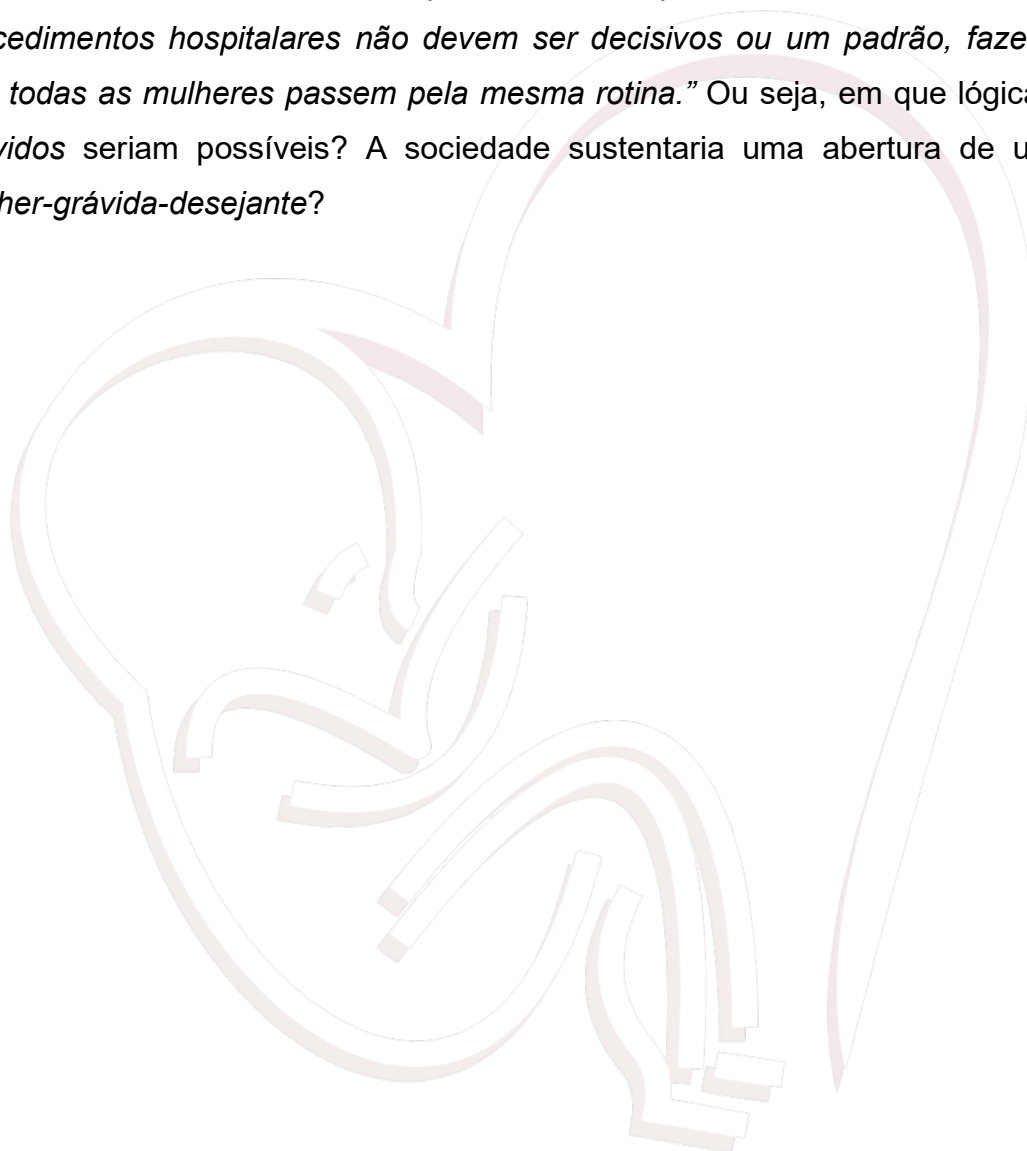 cedimentos hospitalares não devem ser decisivos ou um padrão, faze
todas as mulheres passem pela mesma rotina.” Ou seja, em que lógica
vidos seriam possíveis? A sociedade sustentaria uma abertura de u
her-grávida-desejante?